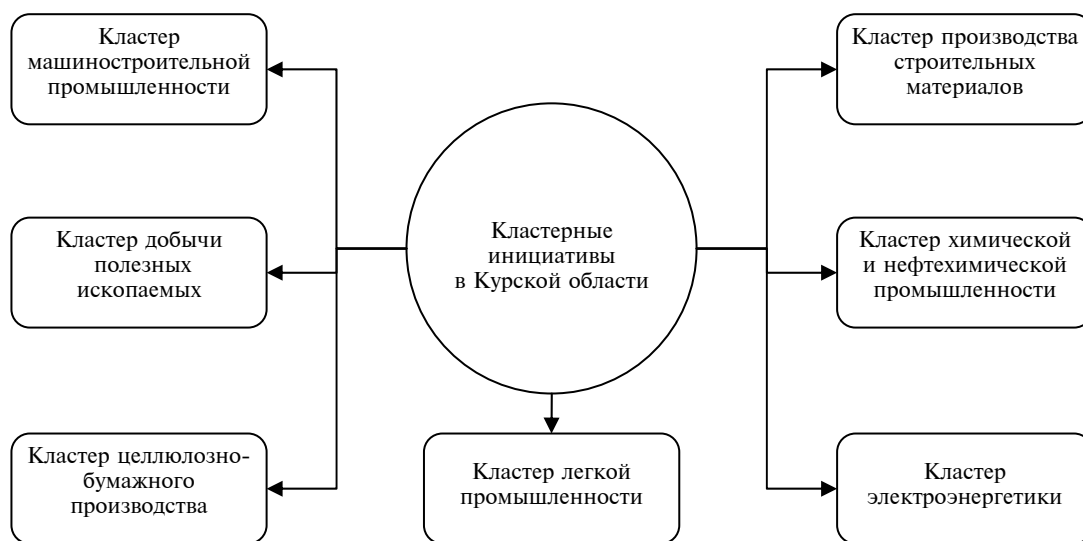 Кластер
машиностроительной
промышленности
Кластер производства
строительных
материалов
Кластер добычи
полезных
ископаемых
Кластерные
инициативы
в Курской области
Кластер химической
и нефтехимической
промышленности
Кластер целлюлозно-
бумажного
производства
Кластер легкой
промышленности
Кластер
электроэнергетики